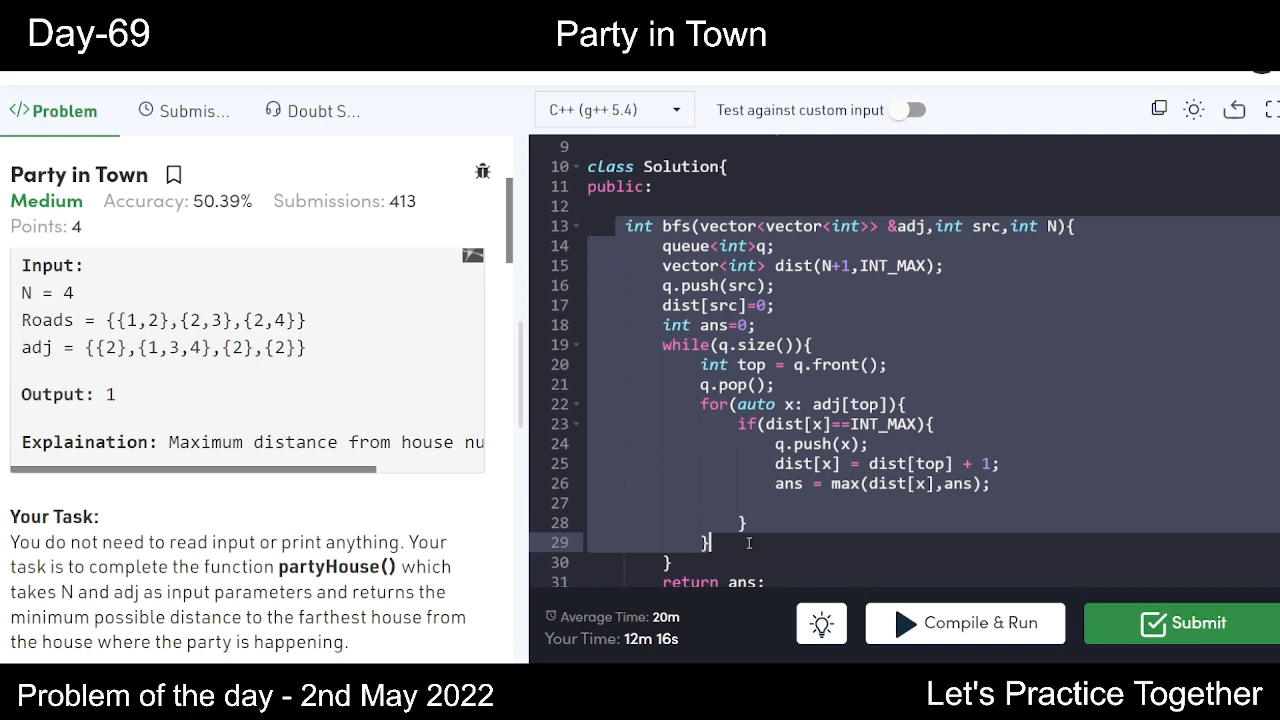 Day-69
Party in Town
</> Problem
Submis...
Doubt S...
C++ (g++ 5.4)
Test against custom input
Party in Town
Medium Accuracy: 50.39% Submissions: 413
Points: 4
Input:
N = 4
Roads = {{1,2},{2,3},{2,4}}
adj = {{2},{1,3,4},{2},{2}}
Output: 1
Explaination: Maximum distance from house nu
Your Task:
You do not need to read input or print anything. Your
task is to complete the function partyHouse() which
takes N and adj as input parameters and returns the
minimum possible distance to the farthest house from
the house where the party is happening.
9
10 class Solution{
11 public:
12
13 int bfs(vector<vector<int>> &adj,int src,int N){
14 queue<int>q;
15 vector<int> dist(N+1,INT_MAX);
16 q.push(src);
17 dist[src]=0;
18 int ans=0;
19 while(q.size()){
20 int top = q.front();
21 q.pop();
22 for(auto x: adj[top]){
23 if(dist[x]==INT_MAX){
24 q.push(x);
25 dist[x] = dist[top] + 1;
26 ans = max(dist[x],ans);
27
28 }
29 }
30 }
31 return ans;
Average Time: 20m
Your Time: 12m 16s
Compile & Run
Submit
Problem of the day - 2nd May 2022
Let's Practice Together